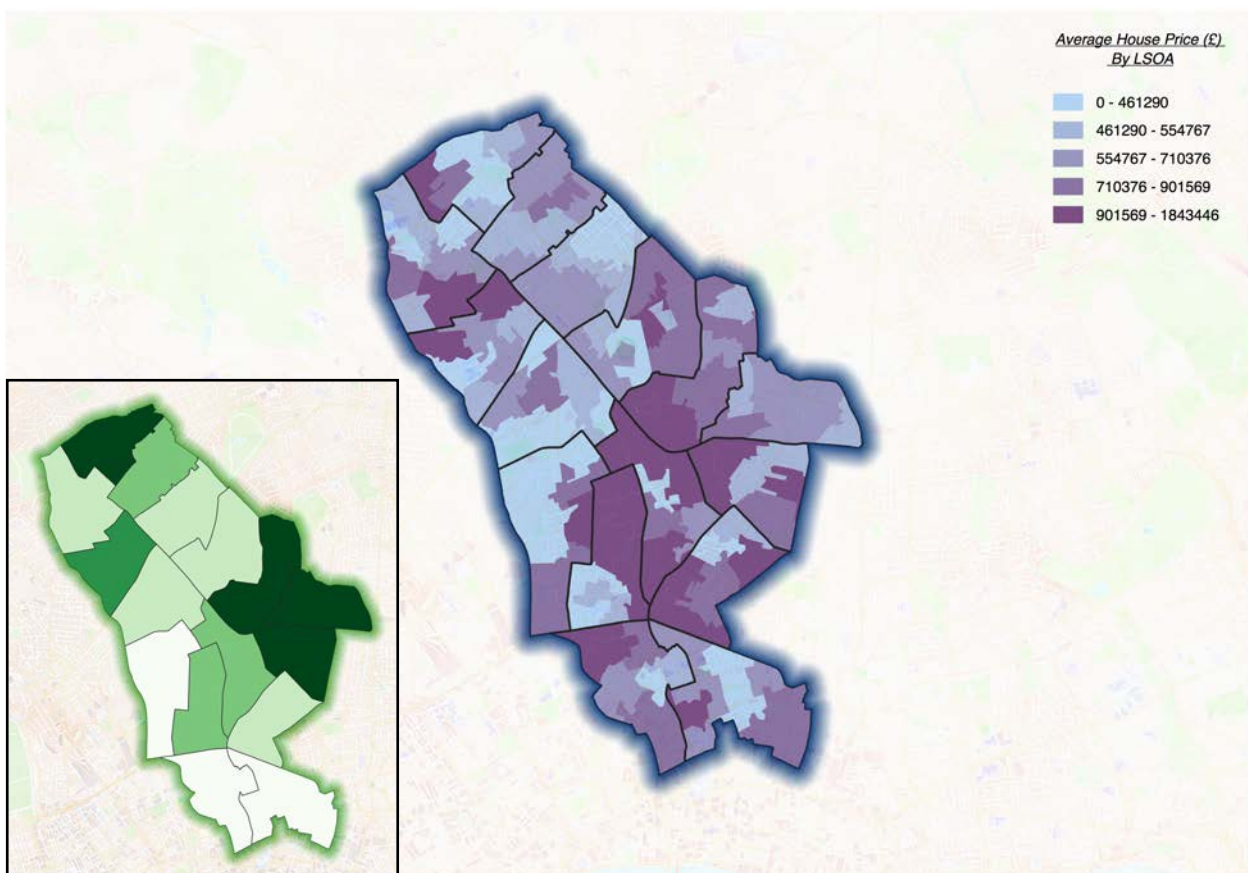 Average House Price (£)
By LSOA
0 - 461290
461290 - 554767
554767 - 710376
710376 - 901569
901569 - 1843446